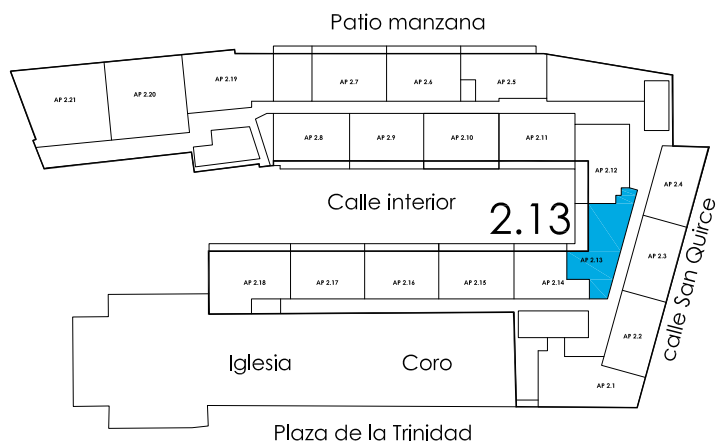 Patio manzana
AP 2.21
AP 2.20
AP 2.19
AP 2.7
AP 2.6
AP 2.5
AP 2.8
AP 2.9
AP 2.10
AP 2.11
AP 2.12
AP 2.4
Calle interior
2.13
AP 2.13
AP 2.3
calle San Quirce
AP 2.18
AP 2.17
AP 2.16
AP 2.15
AP 2.14
AP 2.2
Iglesia
Coro
AP 2.1
Plaza de la Trinidad